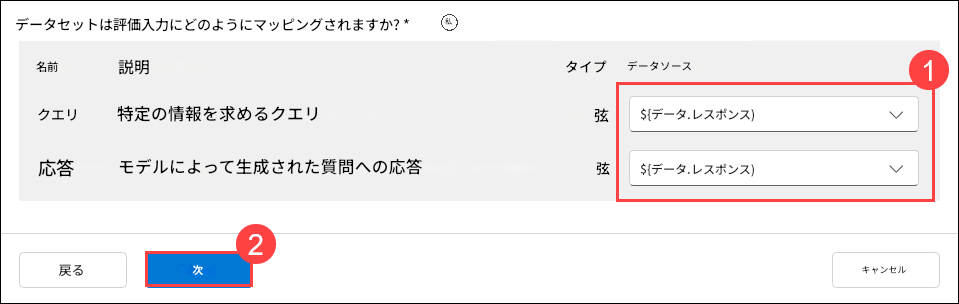 データセットは評価入力にどのようにマッピングされますか? * 私
名前 説明 タイプ データソース
1
クエリ 特定の情報を求めるクエリ 弦 ${データ.レスポンス)
応答 モデルによって生成された質問への応答 弦 ${データ.レスポンス)
2
戻る 次 キャンセル